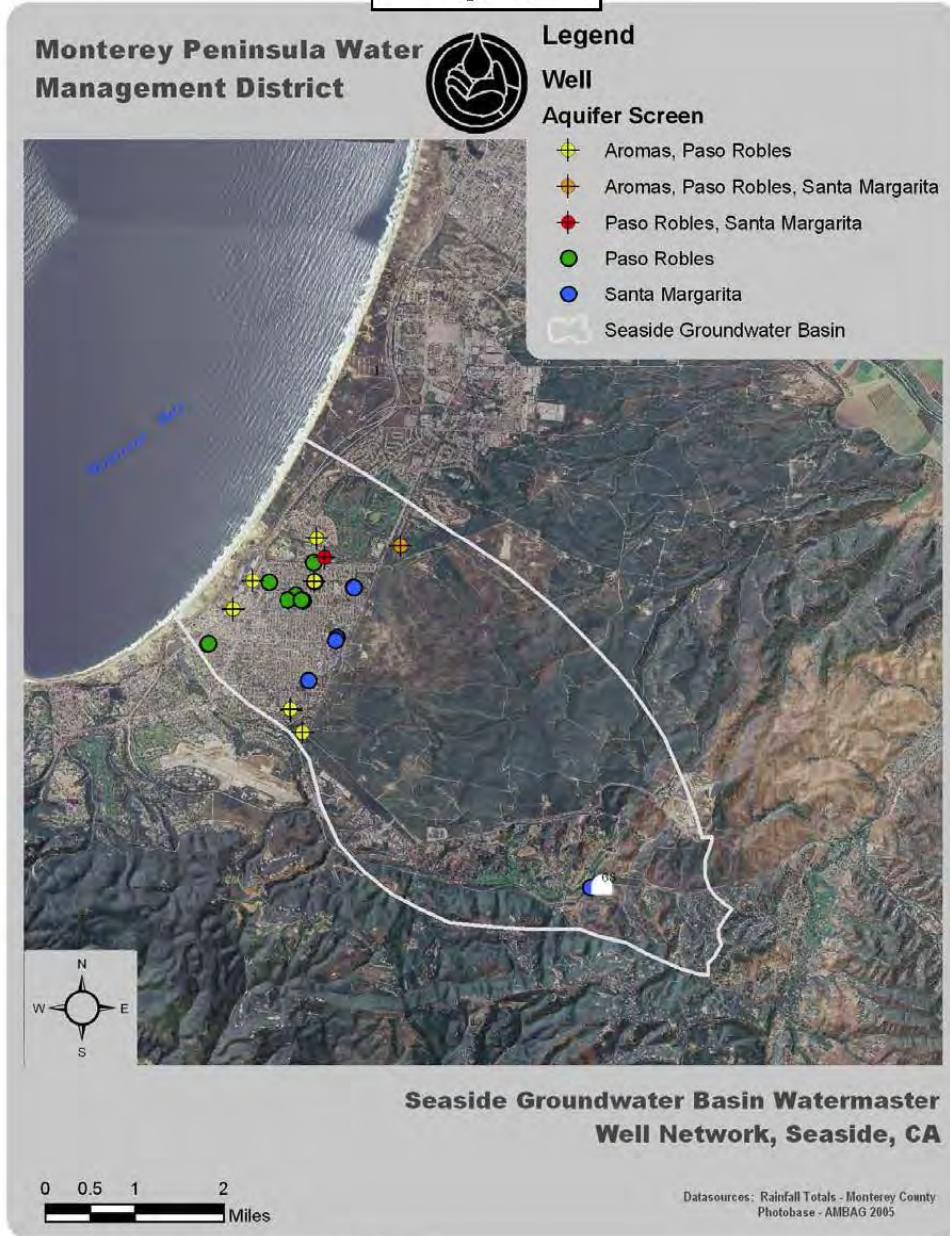 Monterey Peninsula Water
Management District
Legend
Well
Aquifer Screen
Aromas, Paso Robles
Aromas, Paso Robles, Santa Margarita
Paso Robles, Santa Margarita
Paso Robles
Santa Margarita
Seaside Groundwater Basin
N
W E
S
Seaside Groundwater Basin Watermaster
Well Network, Seaside, CA
0 0.5 1 2
Miles
Datasources: Rainfall Totals - Monterey County
Photobase - AMBAG 2005